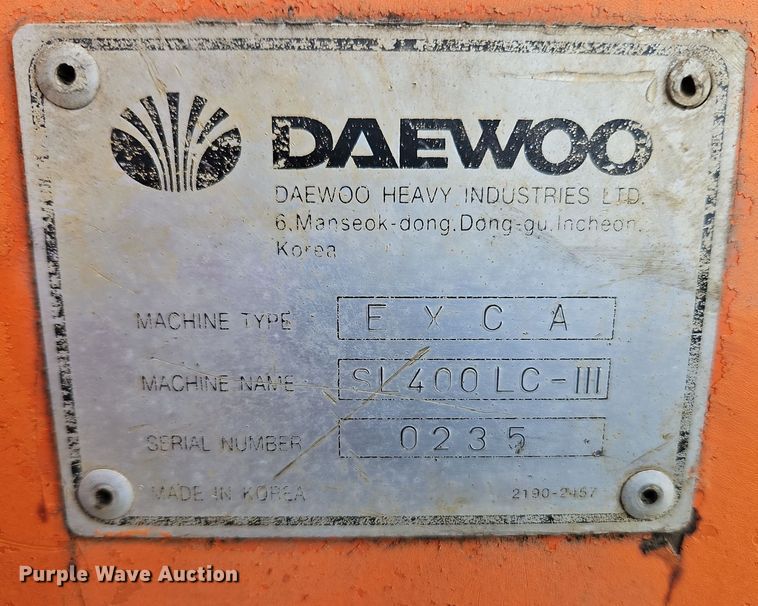 DAEWOO
DAEWOO HEAVY INDUSTRIES LTD.
6, Manseok-dong, Dong-gu, Incheon,
Korea
MACHINE TYPE EXCA
MACHINE NAME SL400LC-III
SERIAL NUMBER 0235
MADE IN KOREA 2190-2457
Purple Wave Auction